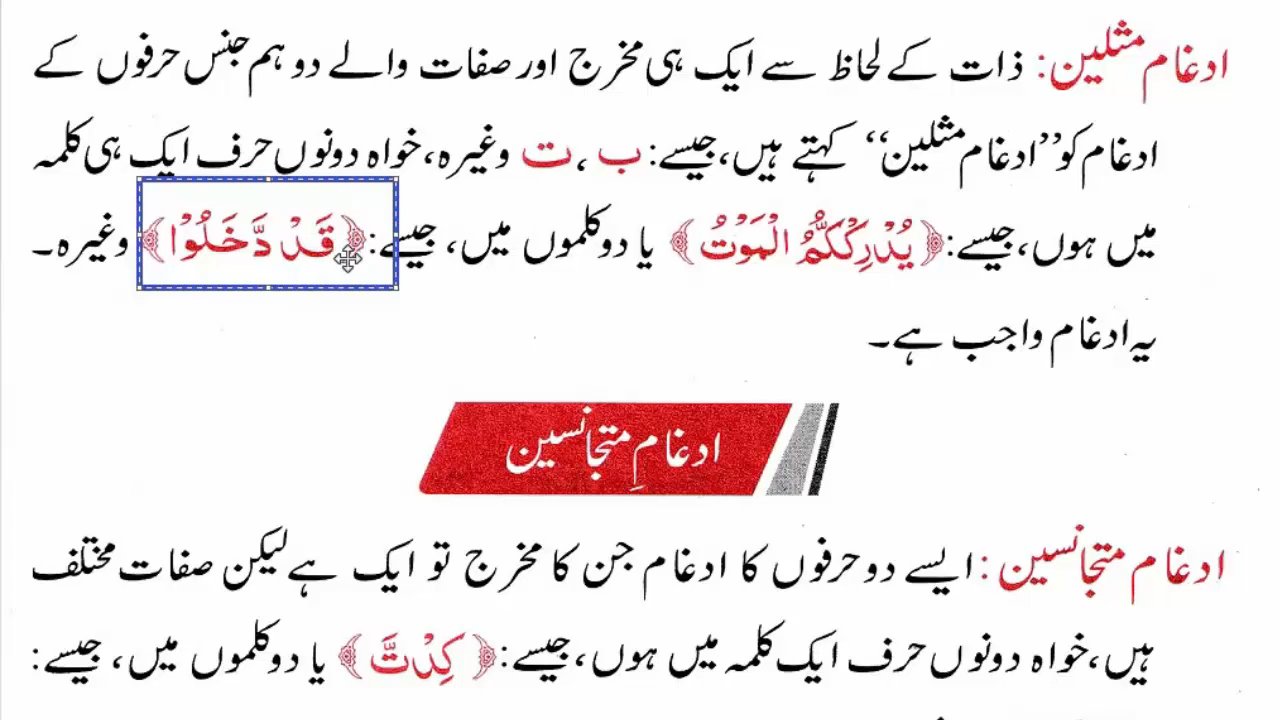 ادغام مثلین: ذات کے لحاظ سے ایک ہی مخرج اور صفات والے دو ہم جنس حرفوں کے
ادغام کو ”ادغام مثلین“ کہتے ہیں، جیسے: ب، ت وغیرہ، خواہ دونوں حرف ایک ہی کلمہ
میں ہوں، جیسے: ﴿يُدْرِكْكُّمُ الْمَوْتُ﴾ یا دو کلموں میں، جیسے: ﴿قَدْ دَّخَلُوْا﴾ وغیرہ۔
یہ ادغام واجب ہے۔
ادغامِ متجانسین
ادغام متجانسین: ایسے دو حرفوں کا ادغام جن کا مخرج تو ایک ہے لیکن صفات مختلف
ہیں، خواہ دونوں حرف ایک کلمہ میں ہوں، جیسے: ﴿كِدْتَّ﴾ یا دو کلموں میں، جیسے: